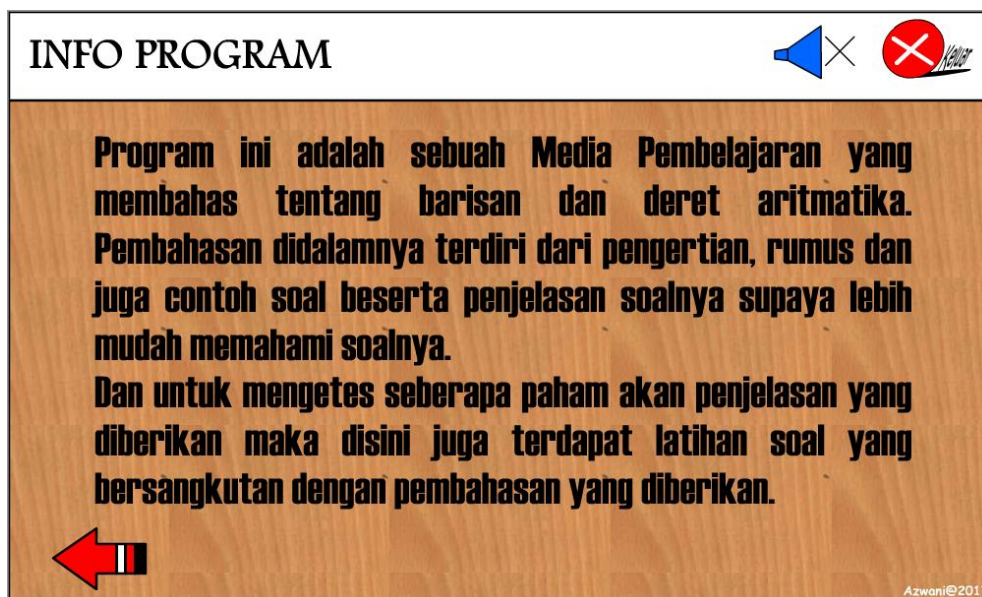 INFO PROGRAM
Keluar
Program ini adalah sebuah Media Pembelajaran yang
membahas tentang barisan dan deret aritmatika.
Pembahasan didalamnya terdiri dari pengertian, rumus dan
juga contoh soal beserta penjelasan soalnya supaya lebih
mudah memahami soalnya.
Dan untuk mengetes seberapa paham akan penjelasan yang
diberikan maka disini juga terdapat latihan soal yang
bersangkutan dengan pembahasan yang diberikan.